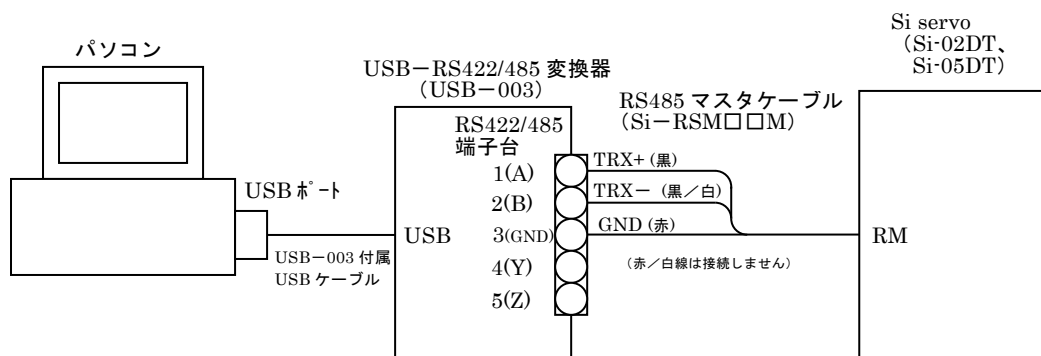 パソコン
USBポート
USB－003 付属
USB ケーブル
USB－RS422/485 変換器
（USB－003）
RS422/485
端子台
1(A)
2(B)
3(GND)
4(Y)
5(Z)
USB
RS485 マスタケーブル
（Si－RSM□□M）
TRX+ (黒)
TRX－ （黒／白）
GND (赤)
（赤／白線は接続しません）
Si servo
（Si-02DT、
Si-05DT）
RM